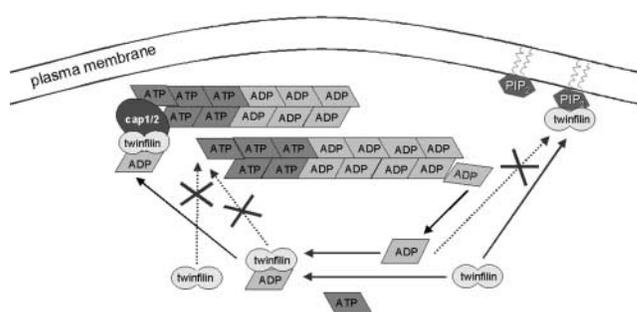 plasma membrane
PIP₂
PIP₂
twinfilin
ATP ATP ATP ADP ADP ADP
cap1/2
ATP ATP ADP ADP ADP
twinfilin
ADP
ATP ATP ATP ADP ADP ADP ADP
ATP ATP ADP ADP ADP ADP
ADP
ADP
twinfilin
twinfilin
ADP
twinfilin
ATP